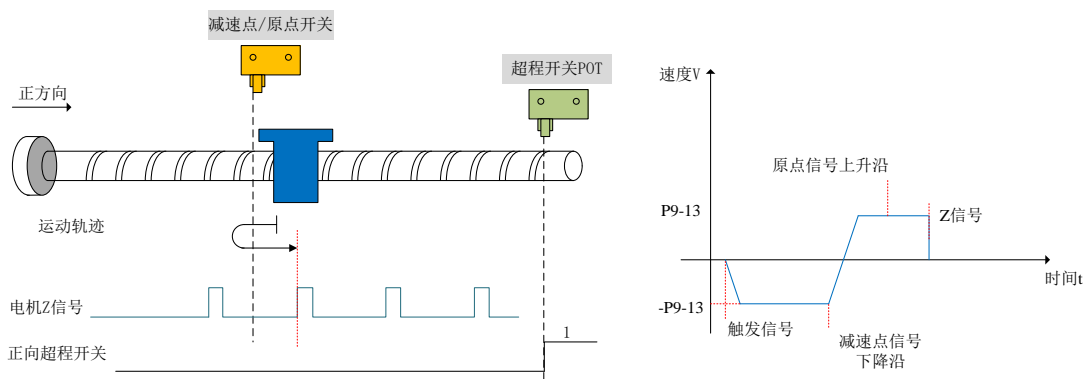 减速点/原点开关
超程开关POT
正方向
运动轨迹
电机Z信号
正向超程开关
1
速度V
原点信号上升沿
P9-13
Z信号
时间t
-P9-13
触发信号
减速点信号
下降沿